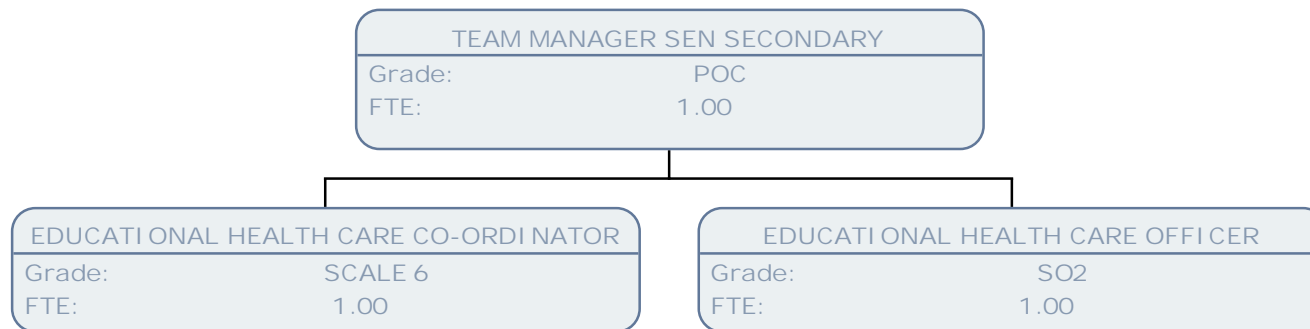 TEAM MANAGER SEN SECONDARY
Grade: POC
FTE: 1.00
EDUCATIONAL HEALTH CARE CO-ORDINATOR
Grade: SCALE 6
FTE: 1.00
EDUCATIONAL HEALTH CARE OFFICER
Grade: SO2
FTE: 1.00